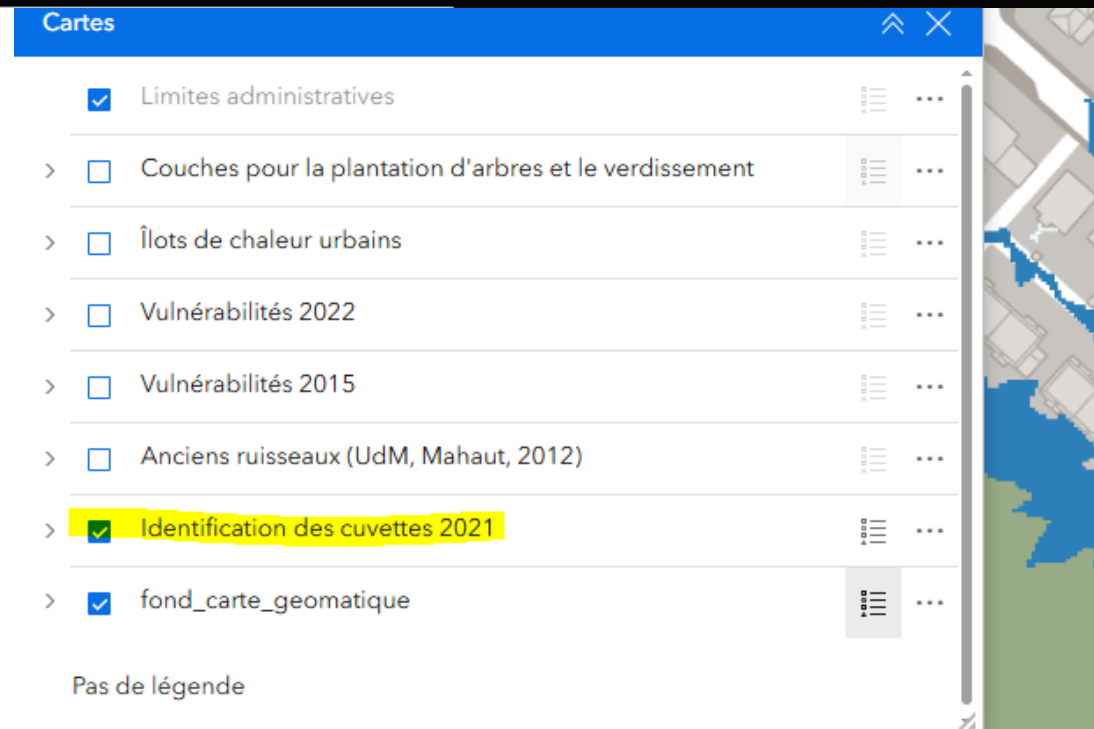 Cartes
Limites administratives
Couches pour la plantation d'arbres et le verdissement
Îlots de chaleur urbains
Vulnérabilités 2022
Vulnérabilités 2015
Anciens ruisseaux (UdM, Mahaut, 2012)
Identification des cuvettes 2021
fond_carte_geomatique
Pas de légende